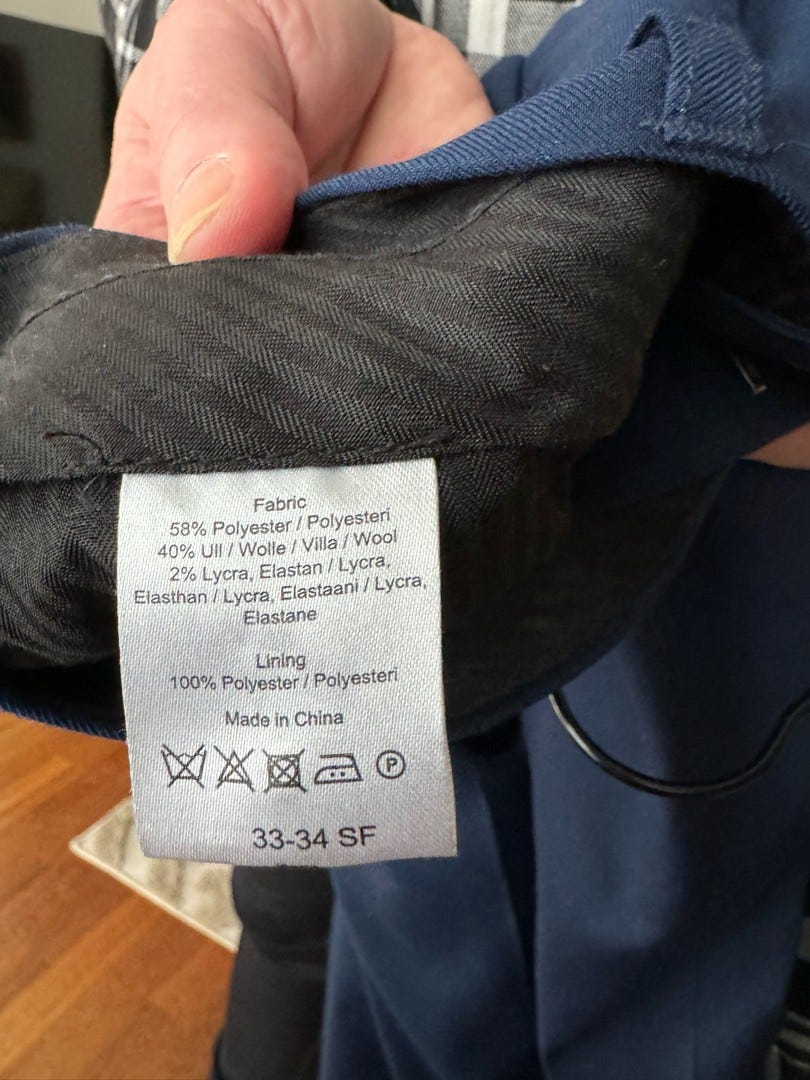 Fabric
58% Polyester / Polyesteri
40% Ull / Wolle / Villa / Wool
2% Lycra, Elastan / Lycra,
Elasthan / Lycra, Elastaani / Lycra,
Elastane
Lining
100% Polyester / Polyesteri
Made in China
P
33-34 SF